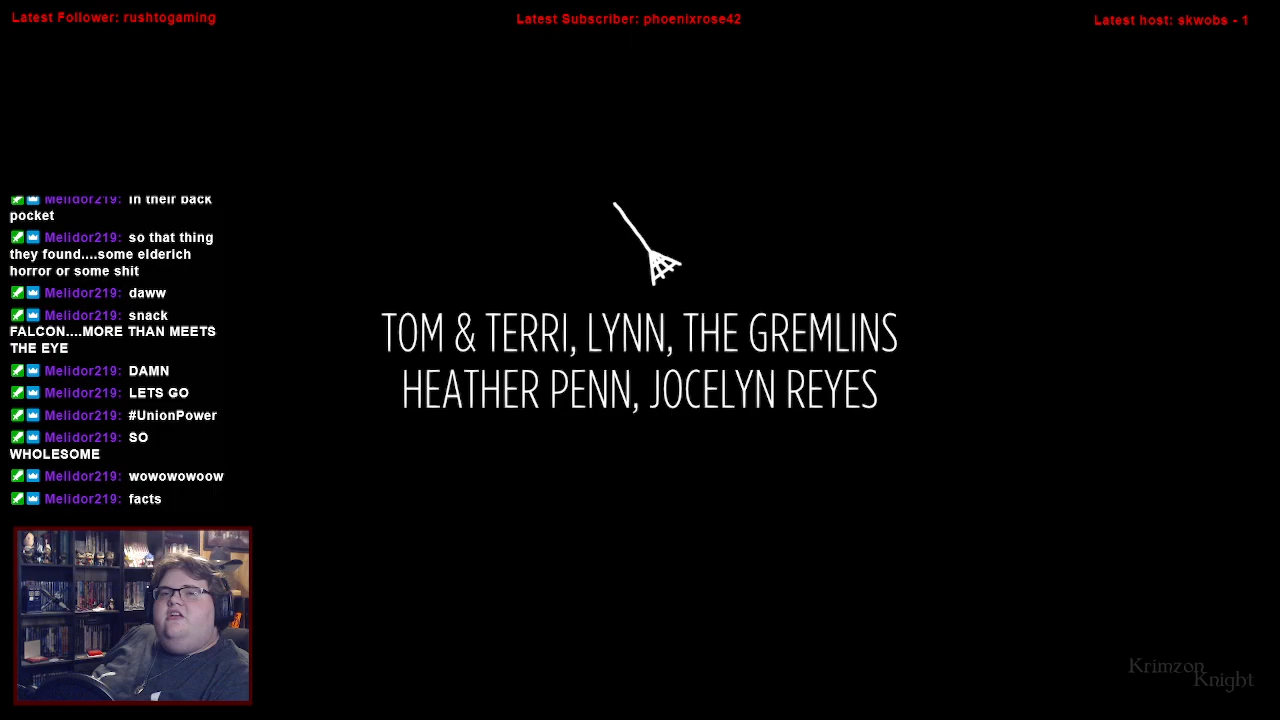 Latest Follower: rushtogaming
Latest Subscriber: phoenixrose42
Latest host: skwobs - 1
Melidor219: in their back
pocket
Melidor219: so that thing
they found....some elderich
horror or some shit
Melidor219: daww
Melidor219: snack
FALCON....MORE THAN MEETS
THE EYE
Melidor219: DAMN
Melidor219: LETS GO
Melidor219: #UnionPower
Melidor219: SO
WHOLESOME
Melidor219: wowowowoow
Melidor219: facts
TOM & TERRI, LYNN, THE GREMLINS
HEATHER PENN, JOCELYN REYES
Krimzon
Knight